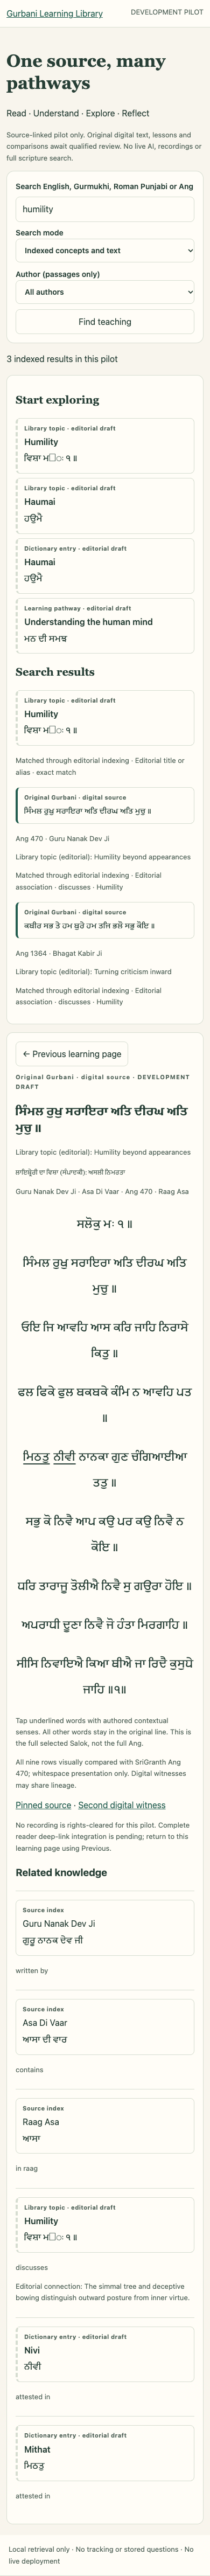 Gurbani Learning Library
DEVELOPMENT PILOT
One source, many
pathways
Read · Understand · Explore · Reflect
Source-linked pilot only. Original digital text, lessons and
comparisons await qualified review. No live AI, recordings or
full scripture search.
Search English, Gurmukhi, Roman Punjabi or Ang
humility
Search mode
Indexed concepts and text
Author (passages only)
All authors
Find teaching
3 indexed results in this pilot
Start exploring
Library topic · editorial draft
Humility
Library topic · editorial draft
Haumai
ਹਉਮੈ
Dictionary entry · editorial draft
Haumai
ਹਉਮੈ
Learning pathway · editorial draft
Understanding the human mind
ਮਨ ਦੀ ਸਮਝ
Search results
Library topic · editorial draft
Humility
Matched through editorial indexing · Editorial title or
alias · exact match
Original Gurbani · digital source
ਸਿੰਮਲ ਰੁਖੁ ਸਰਾਇਰਾ ਅਤਿ ਦੀਰਘ ਅਤਿ ਮੁਚੁ ॥
Ang 470 · Guru Nanak Dev Ji
Library topic (editorial): Humility beyond appearances
Matched through editorial indexing · Editorial
association · discusses · Humility
Original Gurbani · digital source
ਕਬੀਰ ਸਭ ਤੇ ਹਮ ਬੁਰੇ ਹਮ ਤਜਿ ਭਲੋ ਸਭੁ ਕੋਇ ॥
Ang 1364 · Bhagat Kabir Ji
Library topic (editorial): Turning criticism inward
Matched through editorial indexing · Editorial
association · discusses · Humility
← Previous learning page
Original Gurbani · digital source · DEVELOPMENT
DRAFT
ਸਿੰਮਲ ਰੁਖੁ ਸਰਾਇਰਾ ਅਤਿ ਦੀਰਘ ਅਤਿ
ਮੁਚੁ ॥
Library topic (editorial): Humility beyond appearances
ਲਾਇਬ੍ਰੇਰੀ ਦਾ ਵਿਸ਼ਾ (ਸੰਪਾਦਕੀ): ਅਸਲੀ ਨਿਮਰਤਾ
Guru Nanak Dev Ji · Asa Di Vaar · Ang 470 · Raag Asa
ਸਲੋਕੁ ਮਃ ੧ ॥
ਸਿੰਮਲ ਰੁਖੁ ਸਰਾਇਰਾ ਅਤਿ ਦੀਰਘ ਅਤਿ
ਮੁਚੁ ॥
ਓਇ ਜਿ ਆਵਹਿ ਆਸ ਕਰਿ ਜਾਹਿ ਨਿਰਾਸੇ
ਕਿਤੁ ॥
ਫਲ ਫਿਕੇ ਫੁਲ ਬਕਬਕੇ ਕੰਮਿ ਨ ਆਵਹਿ ਪਤ
॥
ਮਿਠਤੁ ਨੀਵੀ ਨਾਨਕਾ ਗੁਣ ਚੰਗਿਆਈਆ
ਤਤੁ ॥
ਸਭੁ ਕੋ ਨਿਵੈ ਆਪ ਕਉ ਪਰ ਕਉ ਨਿਵੈ ਨ
ਕੋਇ ॥
ਧਰਿ ਤਾਰਾਜੂ ਤੋਲੀਐ ਨਿਵੈ ਸੁ ਗਉਰਾ ਹੋਇ ॥
ਅਪਰਾਧੀ ਦੂਣਾ ਨਿਵੈ ਜੋ ਹੰਤਾ ਮਿਰਗਾਹਿ ॥
ਸੀਸਿ ਨਿਵਾਇਐ ਕਿਆ ਥੀਐ ਜਾ ਰਿਦੈ ਕੁਸੁਧੇ
ਜਾਹਿ ॥੧॥
Tap underlined words with authored contextual
senses. All other words stay in the original line. This is
the full selected Salok, not the full Ang.
All nine rows visually compared with SriGranth Ang
470; whitespace presentation only. Digital witnesses
may share lineage.
Pinned source · Second digital witness
No recording is rights-cleared for this pilot. Complete
reader deep-link integration is pending; return to this
learning page using Previous.
Related knowledge
Source index
Guru Nanak Dev Ji
ਗੁਰੂ ਨਾਨਕ ਦੇਵ ਜੀ
written by
Source index
Asa Di Vaar
ਆਸਾ ਦੀ ਵਾਰ
contains
Source index
Raag Asa
ਆਸਾ
in raag
Library topic · editorial draft
Humility
discusses
Editorial connection: The simmal tree and deceptive
bowing distinguish outward posture from inner virtue.
Dictionary entry · editorial draft
Nivi
ਨੀਵੀ
attested in
Dictionary entry · editorial draft
Mithat
ਮਿਠਤੁ
attested in
Local retrieval only · No tracking or stored questions · No
live deployment